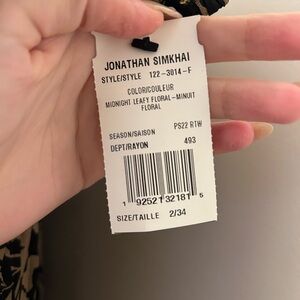 JONATHAN SIMKHAI
STYLE/STYLE 122-3014-F
COLOR/COULEUR
MIDNIGHT LEAFY FLORAL-MINUIT
FLORAL
SEASON/SAISON PS22 RTW
DEPT/RAYON 493
1 92521 32181 5
SIZE/TAILLE 2/34